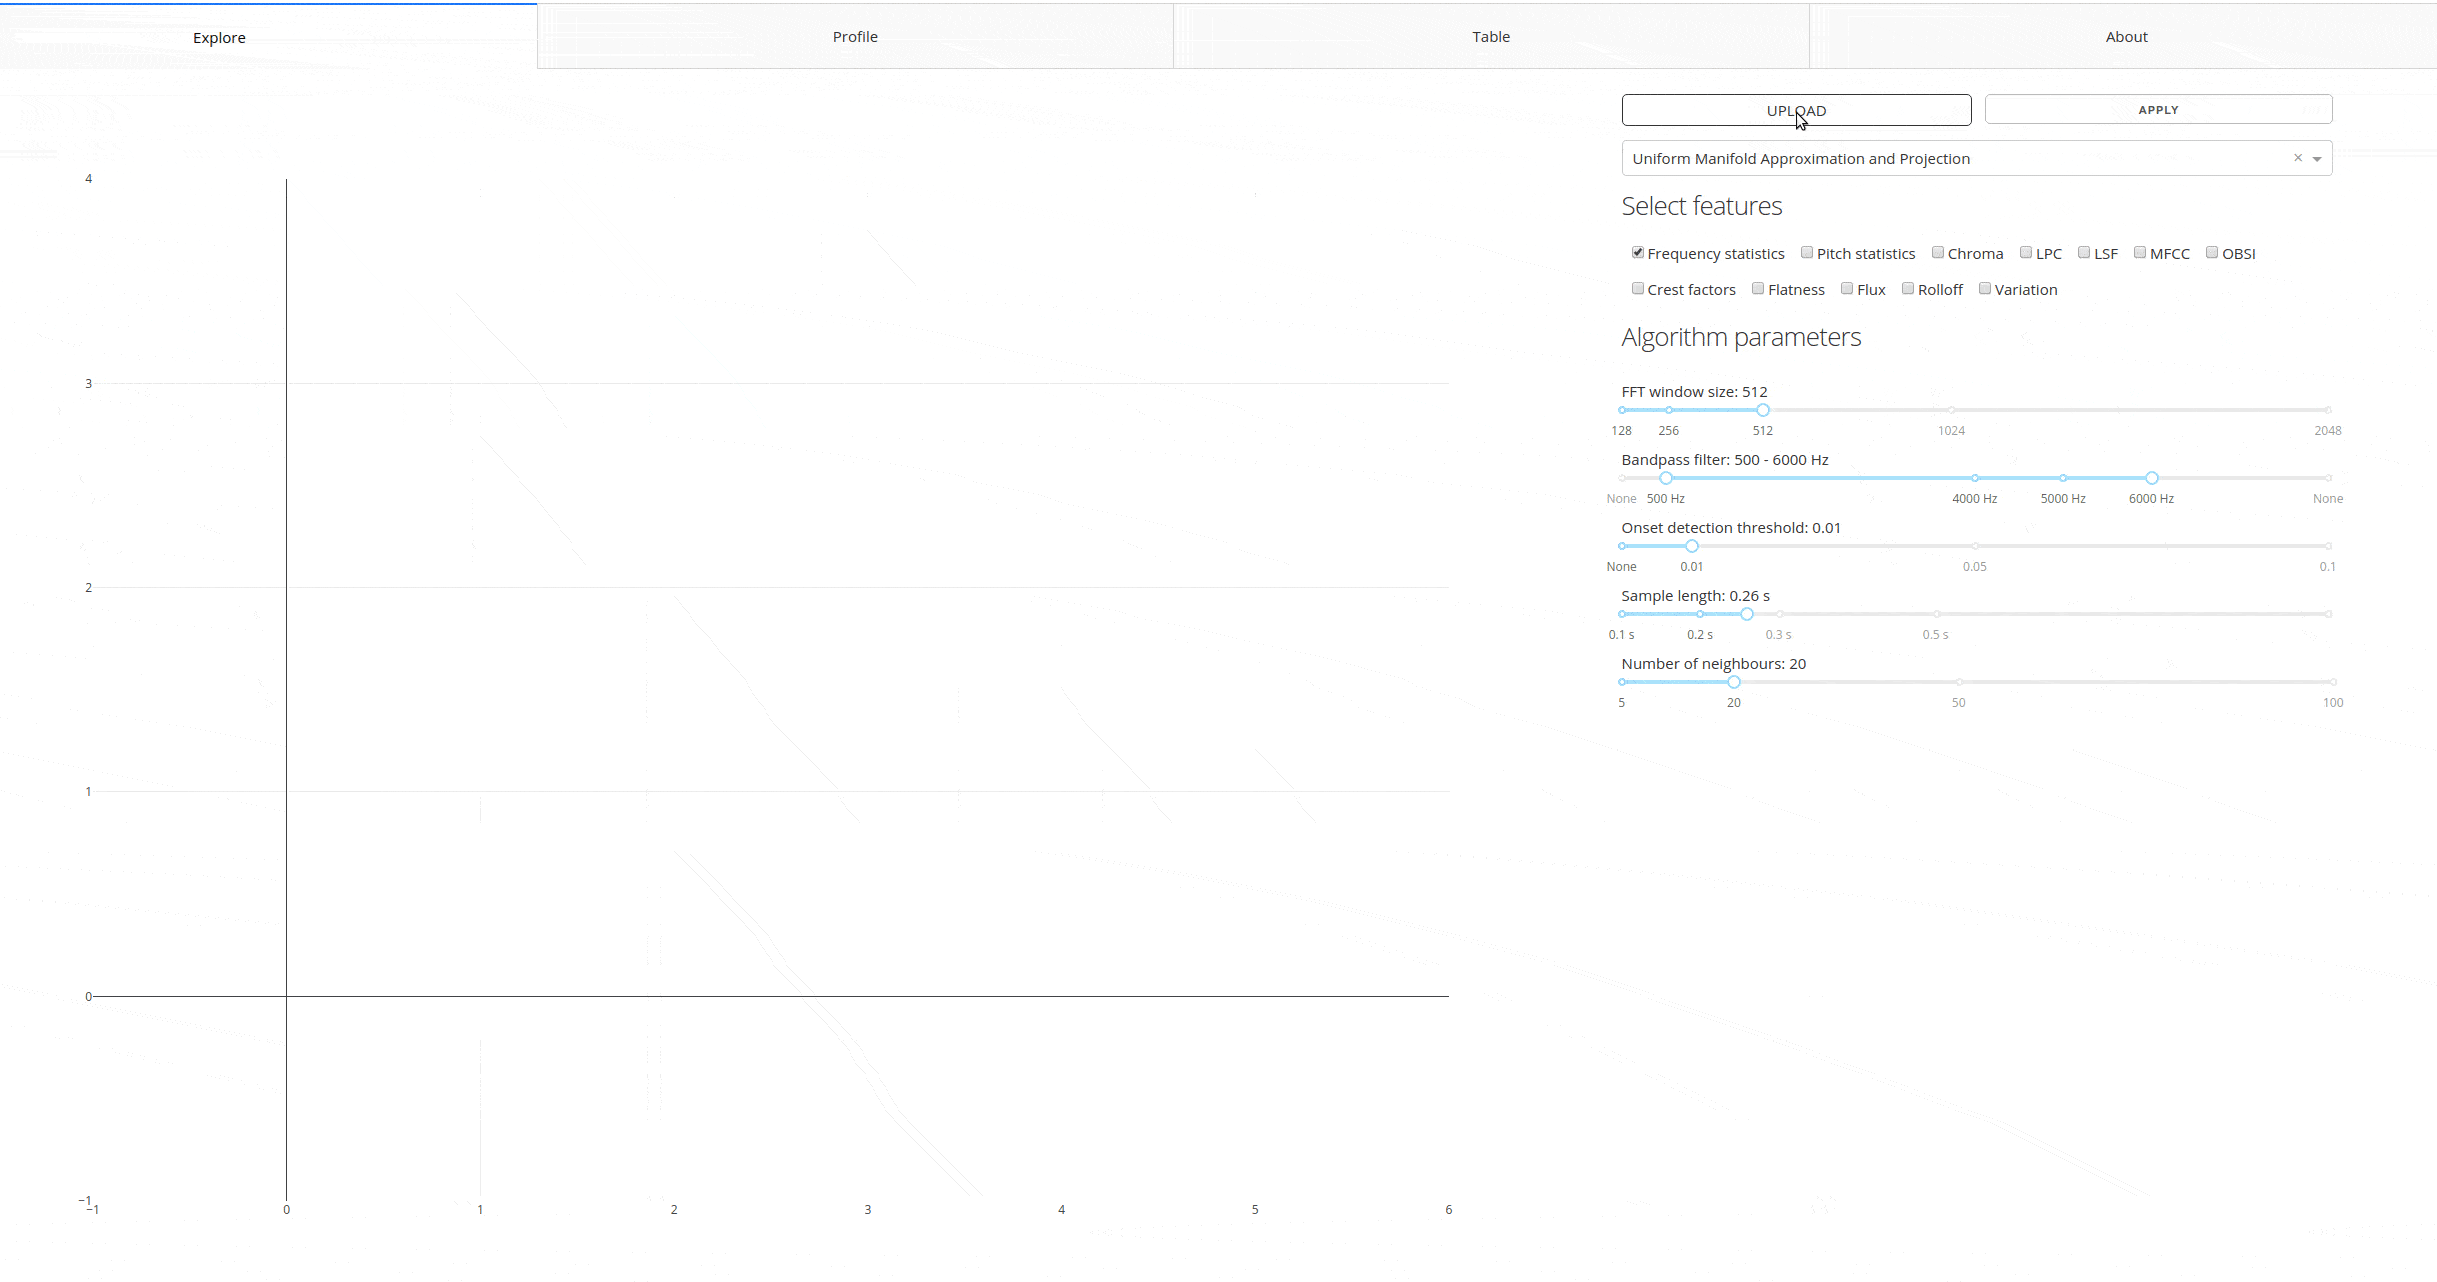 Explore Profile Table About
UPLOAD APPLY
Uniform Manifold Approximation and Projection ×
Select features
Frequency statistics Pitch statistics Chroma LPC LSF MFCC OBSI
Crest factors Flatness Flux Rolloff Variation
Algorithm parameters
FFT window size: 512
128 256 512 1024 2048
Bandpass filter: 500 - 6000 Hz
None 500 Hz 4000 Hz 5000 Hz 6000 Hz None
Onset detection threshold: 0.01
None 0.01 0.05 0.1
Sample length: 0.26 s
0.1 s 0.2 s 0.3 s 0.5 s
Number of neighbours: 20
5 20 50 100
4
3
2
1
0
−1
−1 0 1 2 3 4 5 6